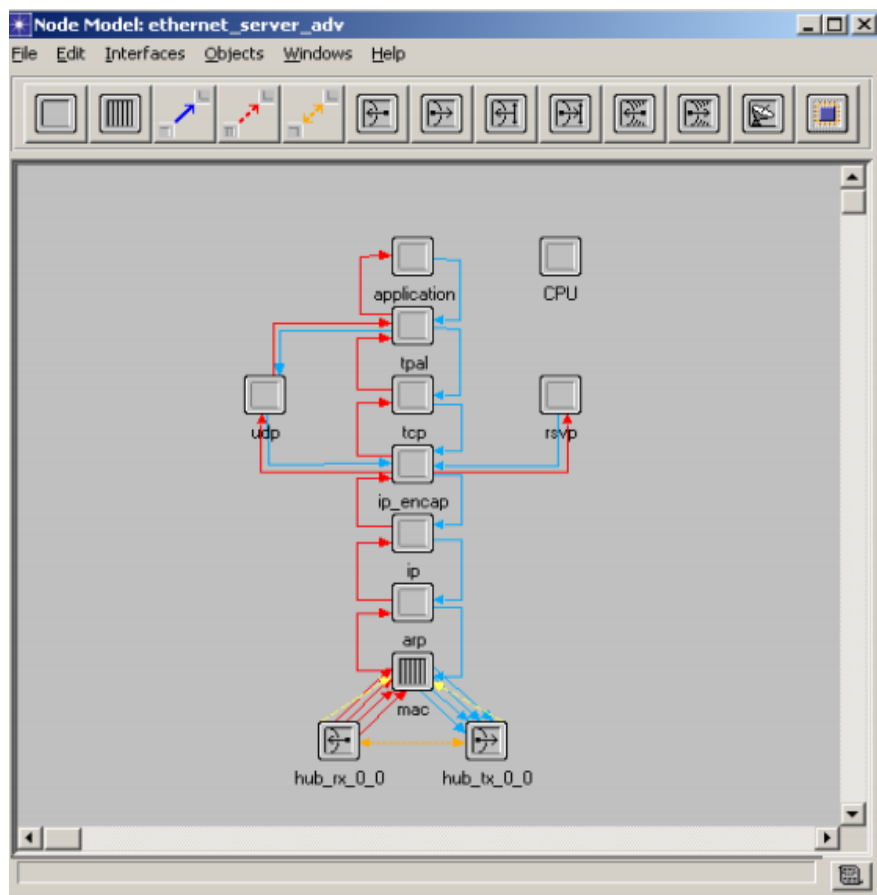 Node Model: ethernet_server_adv
File Edit Interfaces Objects Windows Help
application
CPU
tpal
udp
tcp
rsvp
ip_encap
ip
arp
mac
hub_rx_0_0
hub_tx_0_0